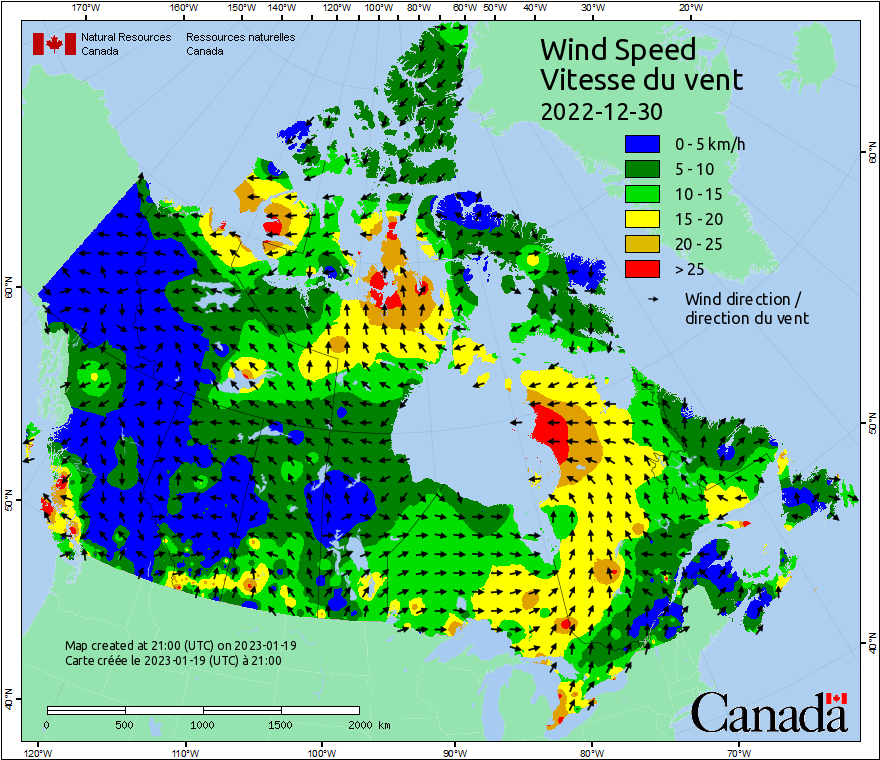 170°W 160°W 150°W 140°W 120°W 100°W 80°W 60°W 50°W 40°W 30°W 20°W
Natural Resources Ressources naturelles
Canada Canada
Wind Speed
Vitesse du vent
2022-12-30
0 - 5 km/h
5 - 10
10 - 15
15 - 20
20 - 25
> 25
Wind direction /
direction du vent
60°N
50°N
40°N
60°N
50°N
40°N
Map created at 21:00 (UTC) on 2023-01-19
Carte créée le 2023-01-19 (UTC) à 21:00
0 500 1000 1500 2000 km
Canada
120°W 110°W 100°W 90°W 80°W 70°W